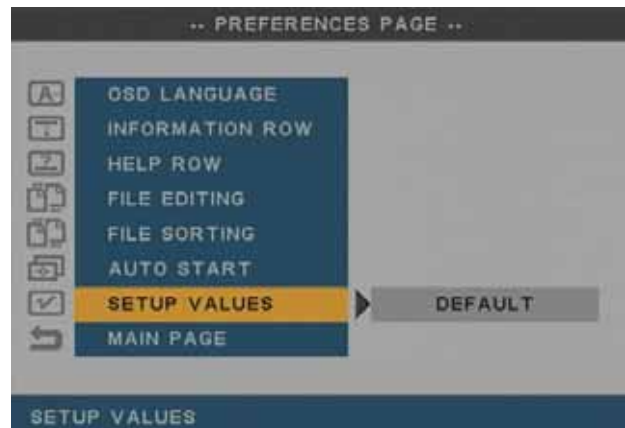 -- PREFERENCES PAGE --
OSD LANGUAGE
INFORMATION ROW
HELP ROW
FILE EDITING
FILE SORTING
AUTO START
SETUP VALUES
DEFAULT
MAIN PAGE
SETUP VALUES